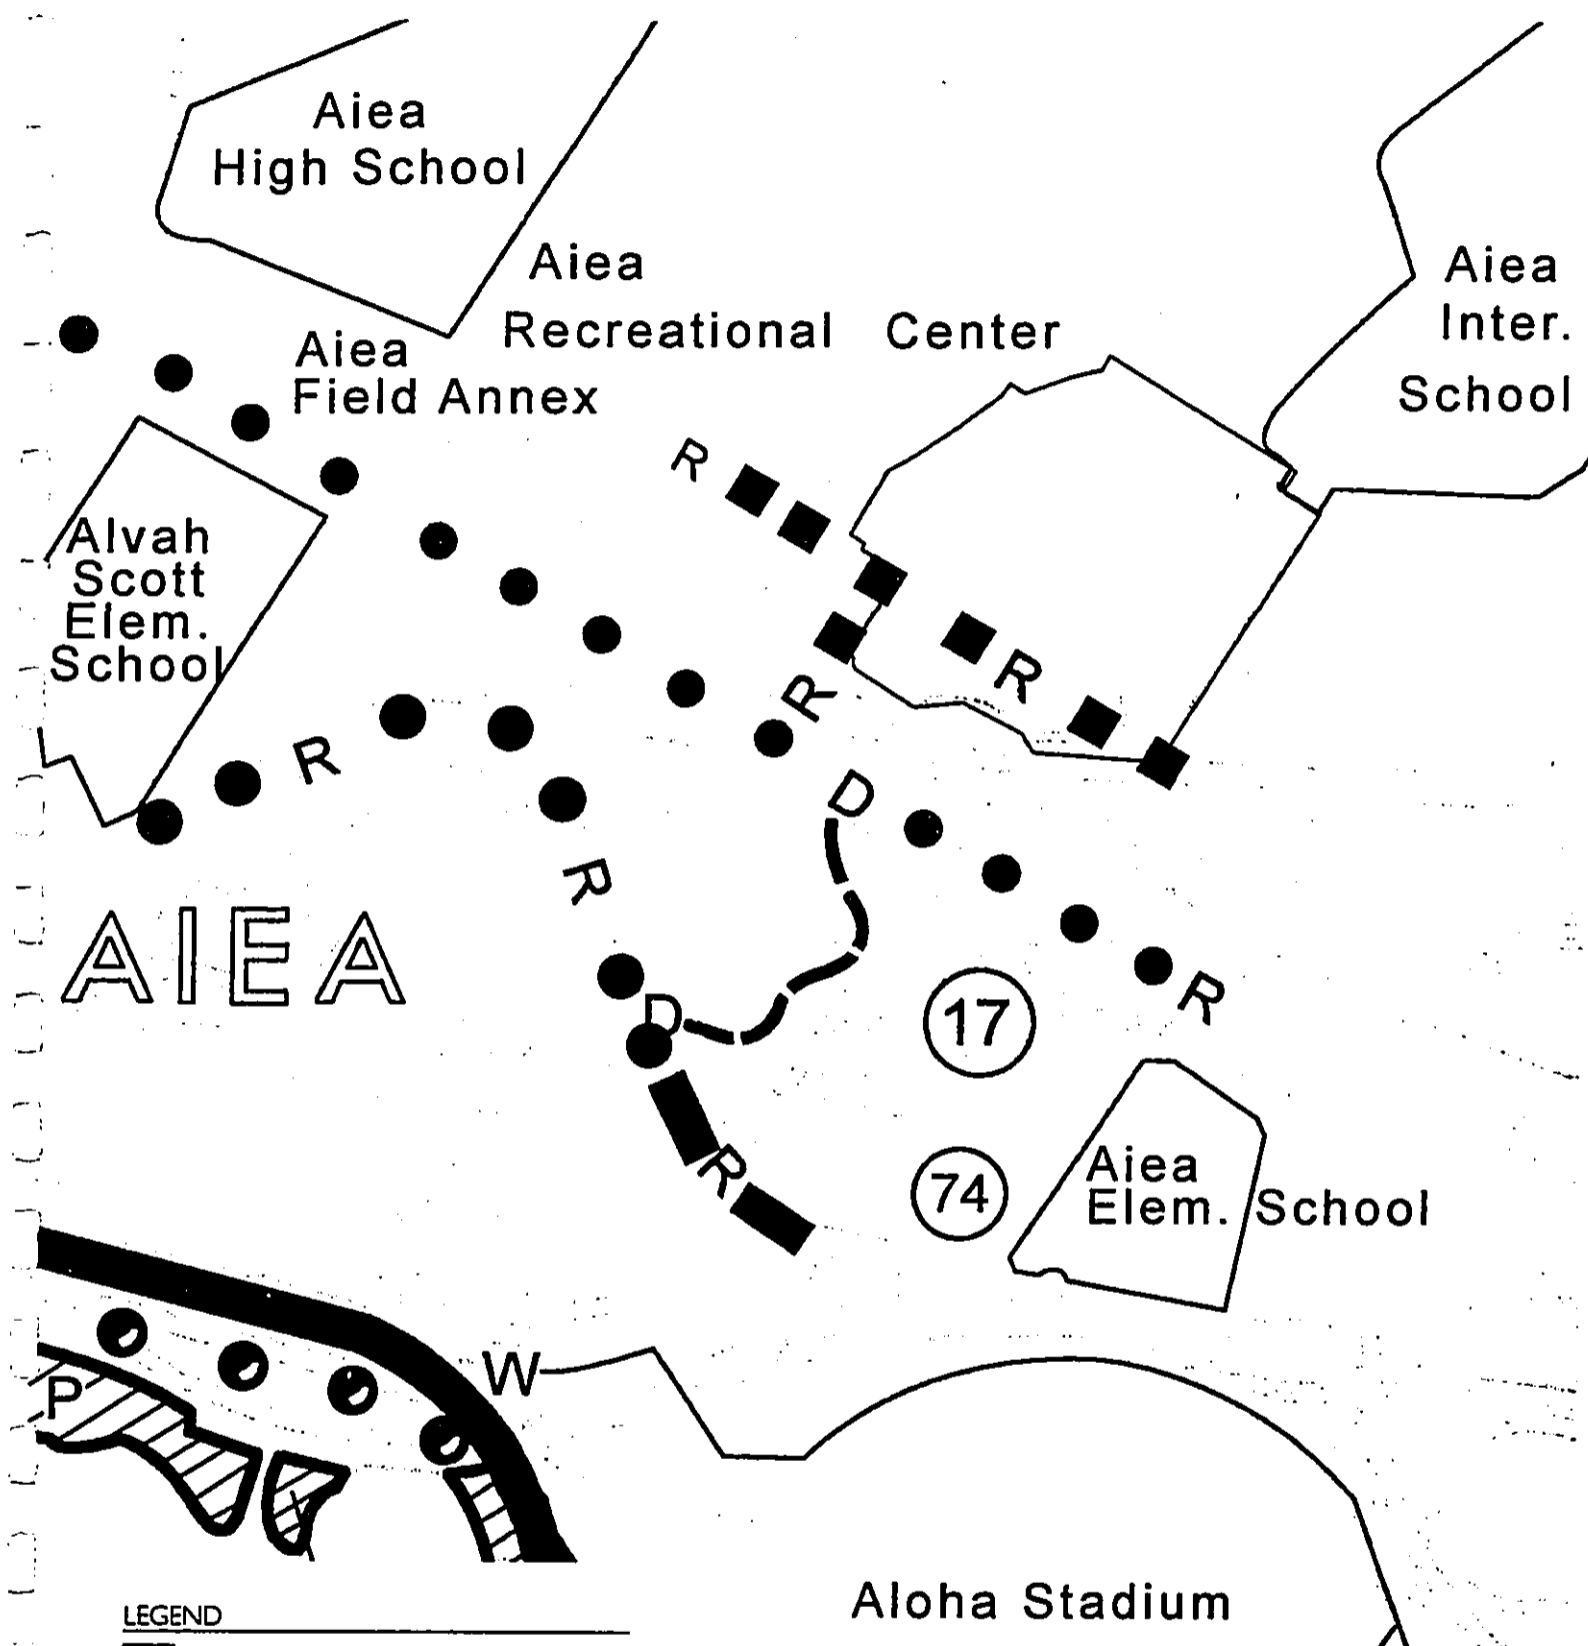 Aiea
High School
Aiea
Recreational Center
Aiea
Field Annex
Aiea
Inter.
School
R
Alvah
Scott
Elem.
School
R
R
R
D
R
AIEA
D
17
R
R
74
Aiea
Elem. School
W
P
Aloha Stadium
LEGEND